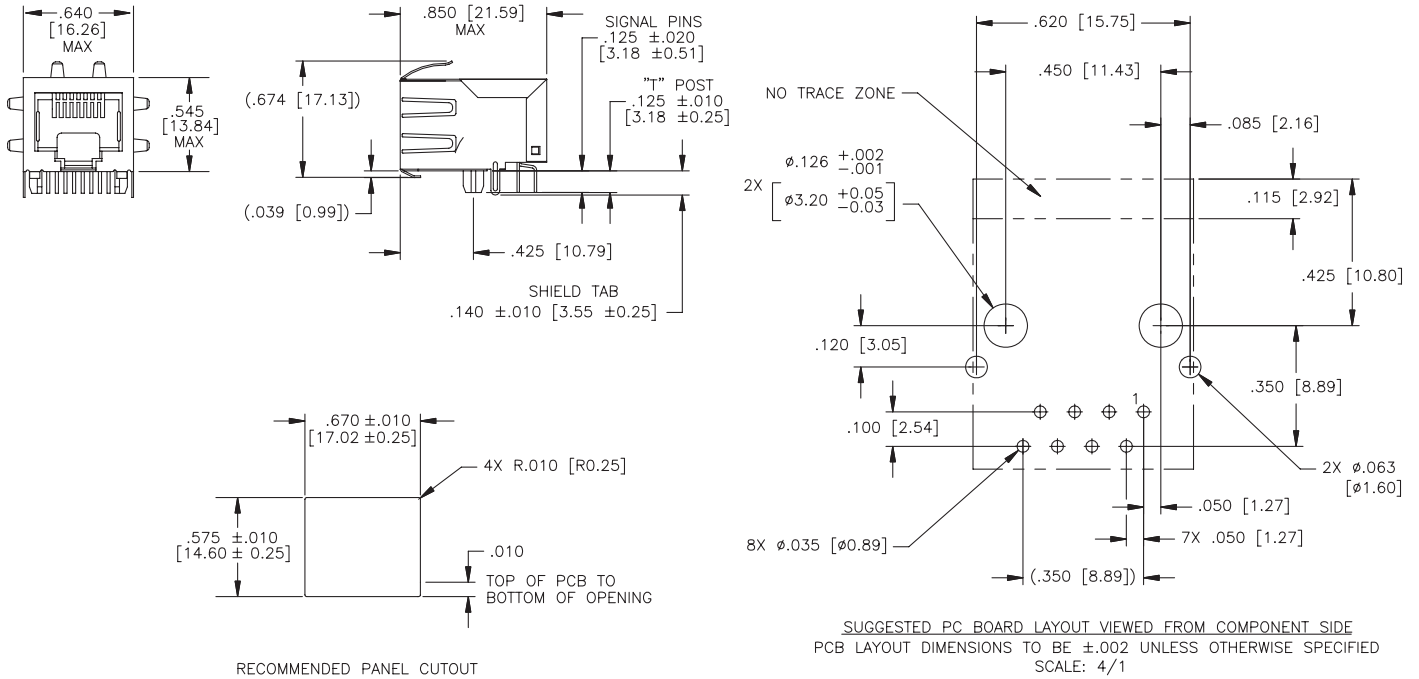 .640
[16.26]
MAX
.545
[13.84]
MAX
.850 [21.59]
MAX
(.674 [17.13])
(.039 [0.99])
SIGNAL PINS
.125 ±.020
[3.18 ±0.51]
"T" POST
.125 ±.010
[3.18 ±0.25]
.425 [10.79]
SHIELD TAB
.140 ±.010 [3.55 ±0.25]
.670 ±.010
[17.02 ±0.25]
4X R.010 [R0.25]
.575 ±.010
[14.60 ± 0.25]
.010
TOP OF PCB TO
BOTTOM OF OPENING
RECOMMENDED PANEL CUTOUT
.620 [15.75]
.450 [11.43]
NO TRACE ZONE
.085 [2.16]
2X ø.126 +.002 -.001
[ø3.20 +0.05 -0.03]
.115 [2.92]
.425 [10.80]
.120 [3.05]
.350 [8.89]
1
.100 [2.54]
2X ø.063
[ø1.60]
.050 [1.27]
8X ø.035 [ø0.89]
7X .050 [1.27]
(.350 [8.89])
SUGGESTED PC BOARD LAYOUT VIEWED FROM COMPONENT SIDE
PCB LAYOUT DIMENSIONS TO BE ±.002 UNLESS OTHERWISE SPECIFIED
SCALE: 4/1